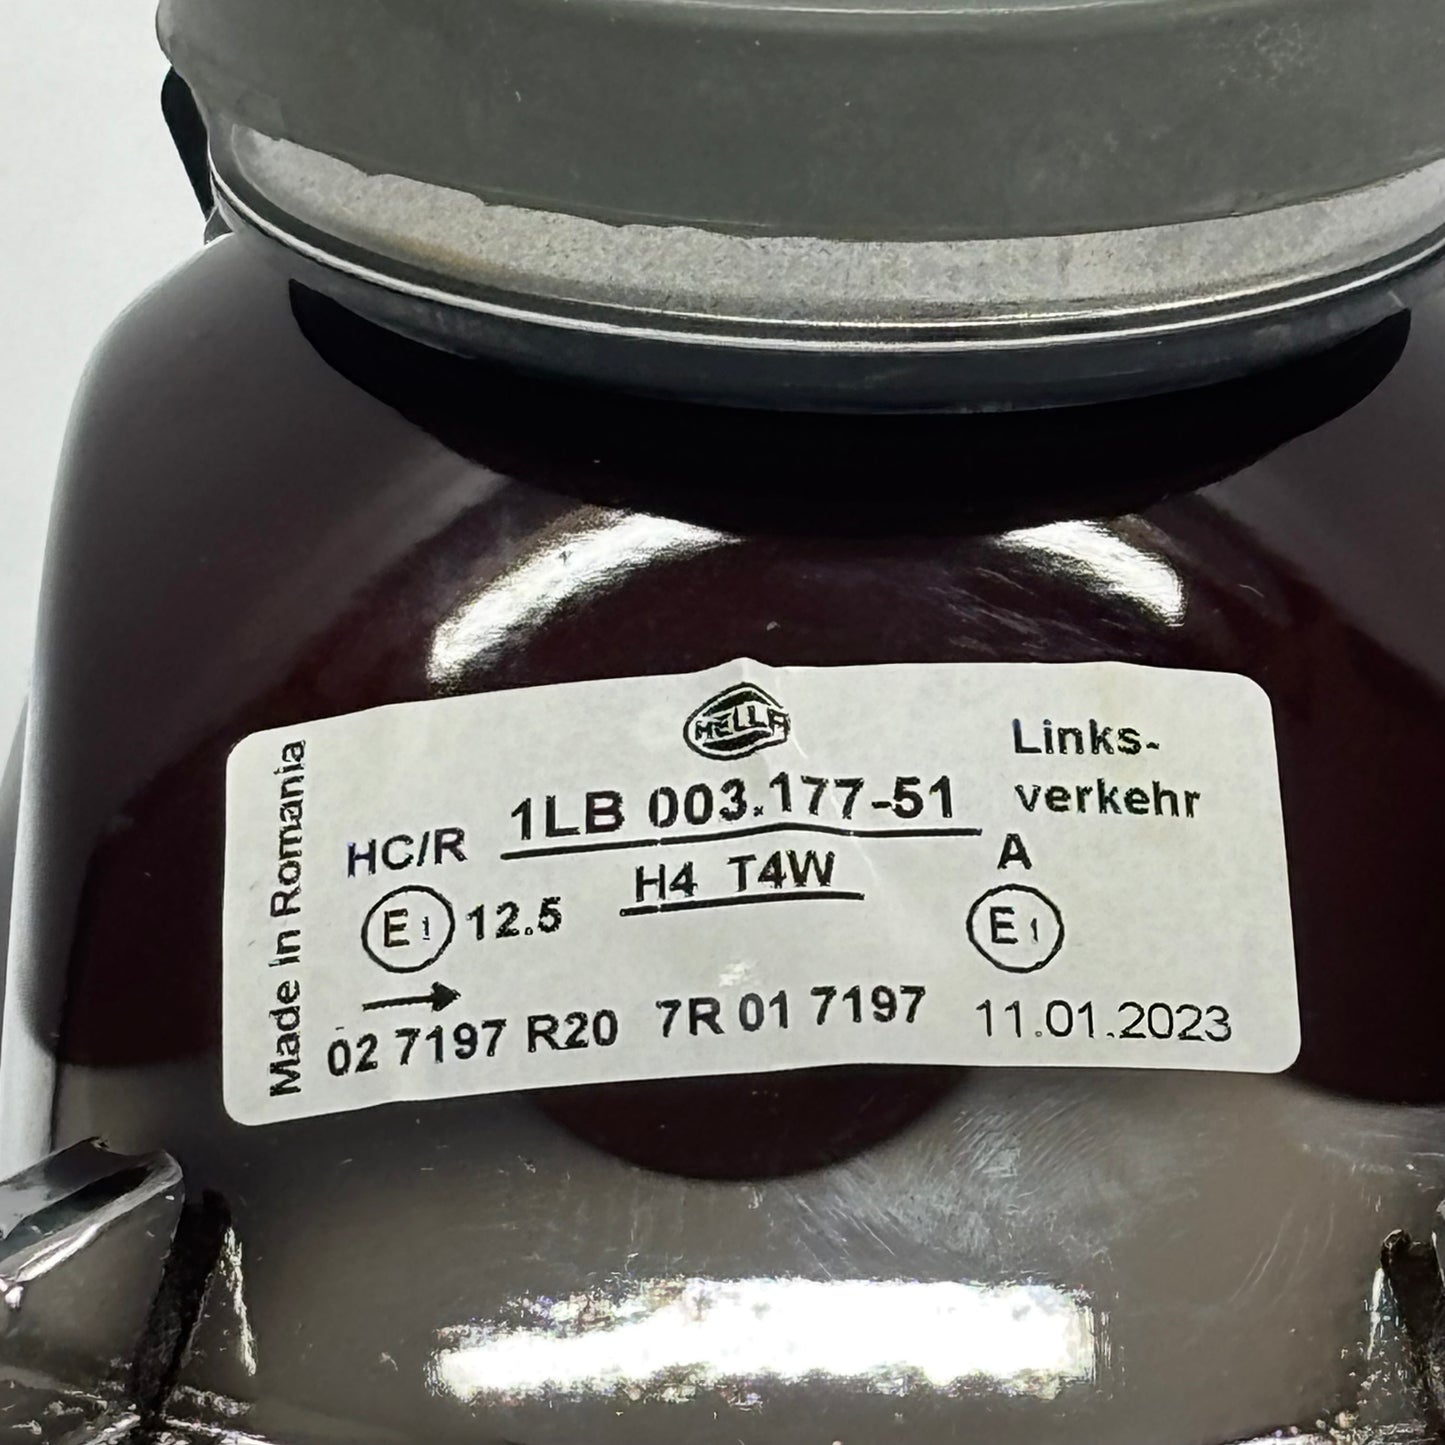 HELLA
Links-
verkehr
1LB 003.177-51
HC/R
H4 T4W
A
E1 12.5
E1
02 7197 R20 7R 01 7197 11.01.2023
Made in Romania